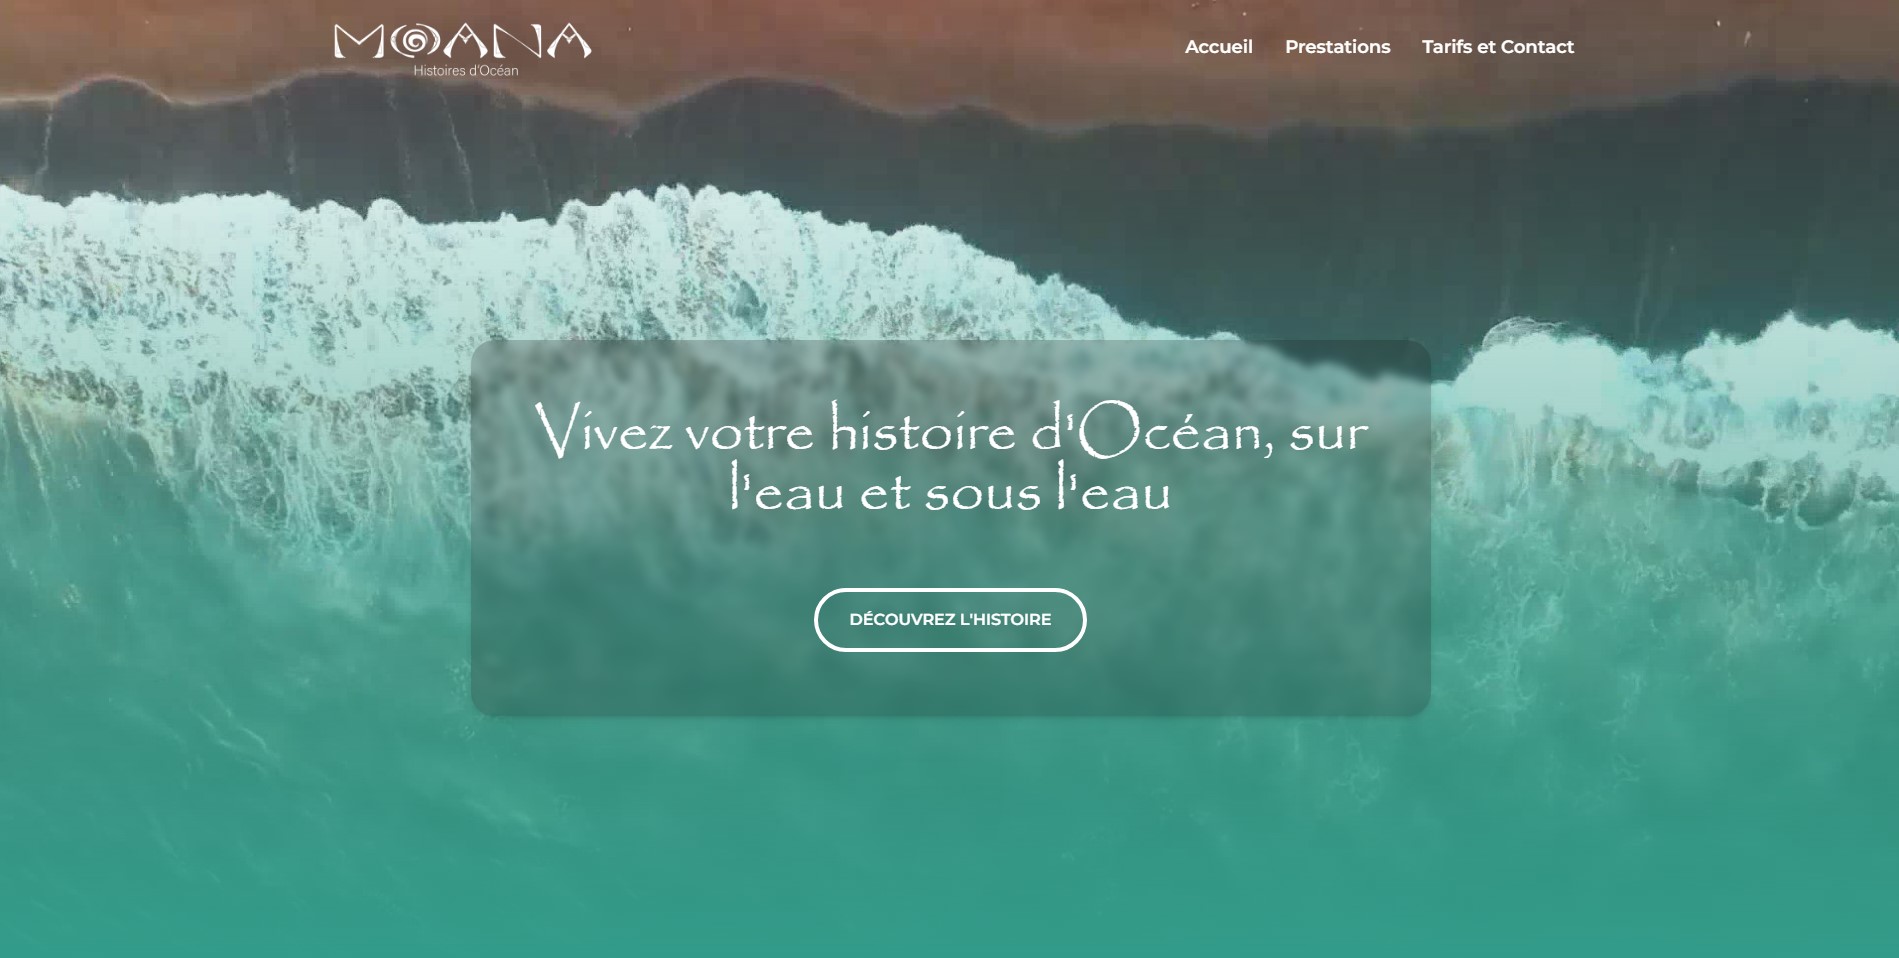 MOANA
Histoires d'Océan
Accueil
Prestations
Tarifs et Contact
Vivez votre histoire d'Océan, sur
l'eau et sous l'eau
DÉCOUVREZ L'HISTOIRE